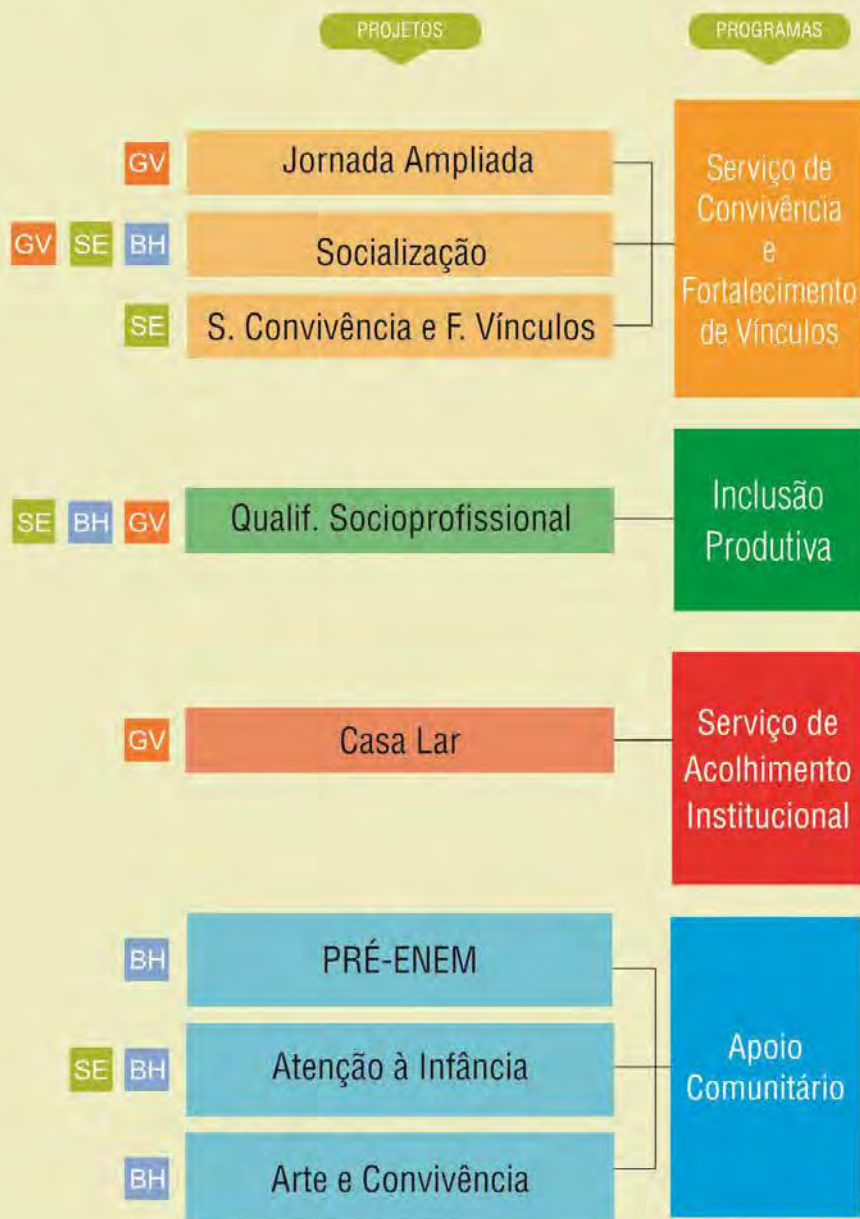 PROJETOS
PROGRAMAS
GV
Jornada Ampliada
GV SE BH
Socialização
SE
S. Convivência e F. Vínculos
Serviço de
Convivência
e
Fortalecimento
de Vínculos
SE BH GV
Qualif. Socioprofissional
Inclusão
Produtiva
GV
Casa Lar
Serviço de
Acolhimento
Institucional
BH
PRÉ-ENEM
SE BH
Atenção à Infância
BH
Arte e Convivência
Apoio
Comunitário